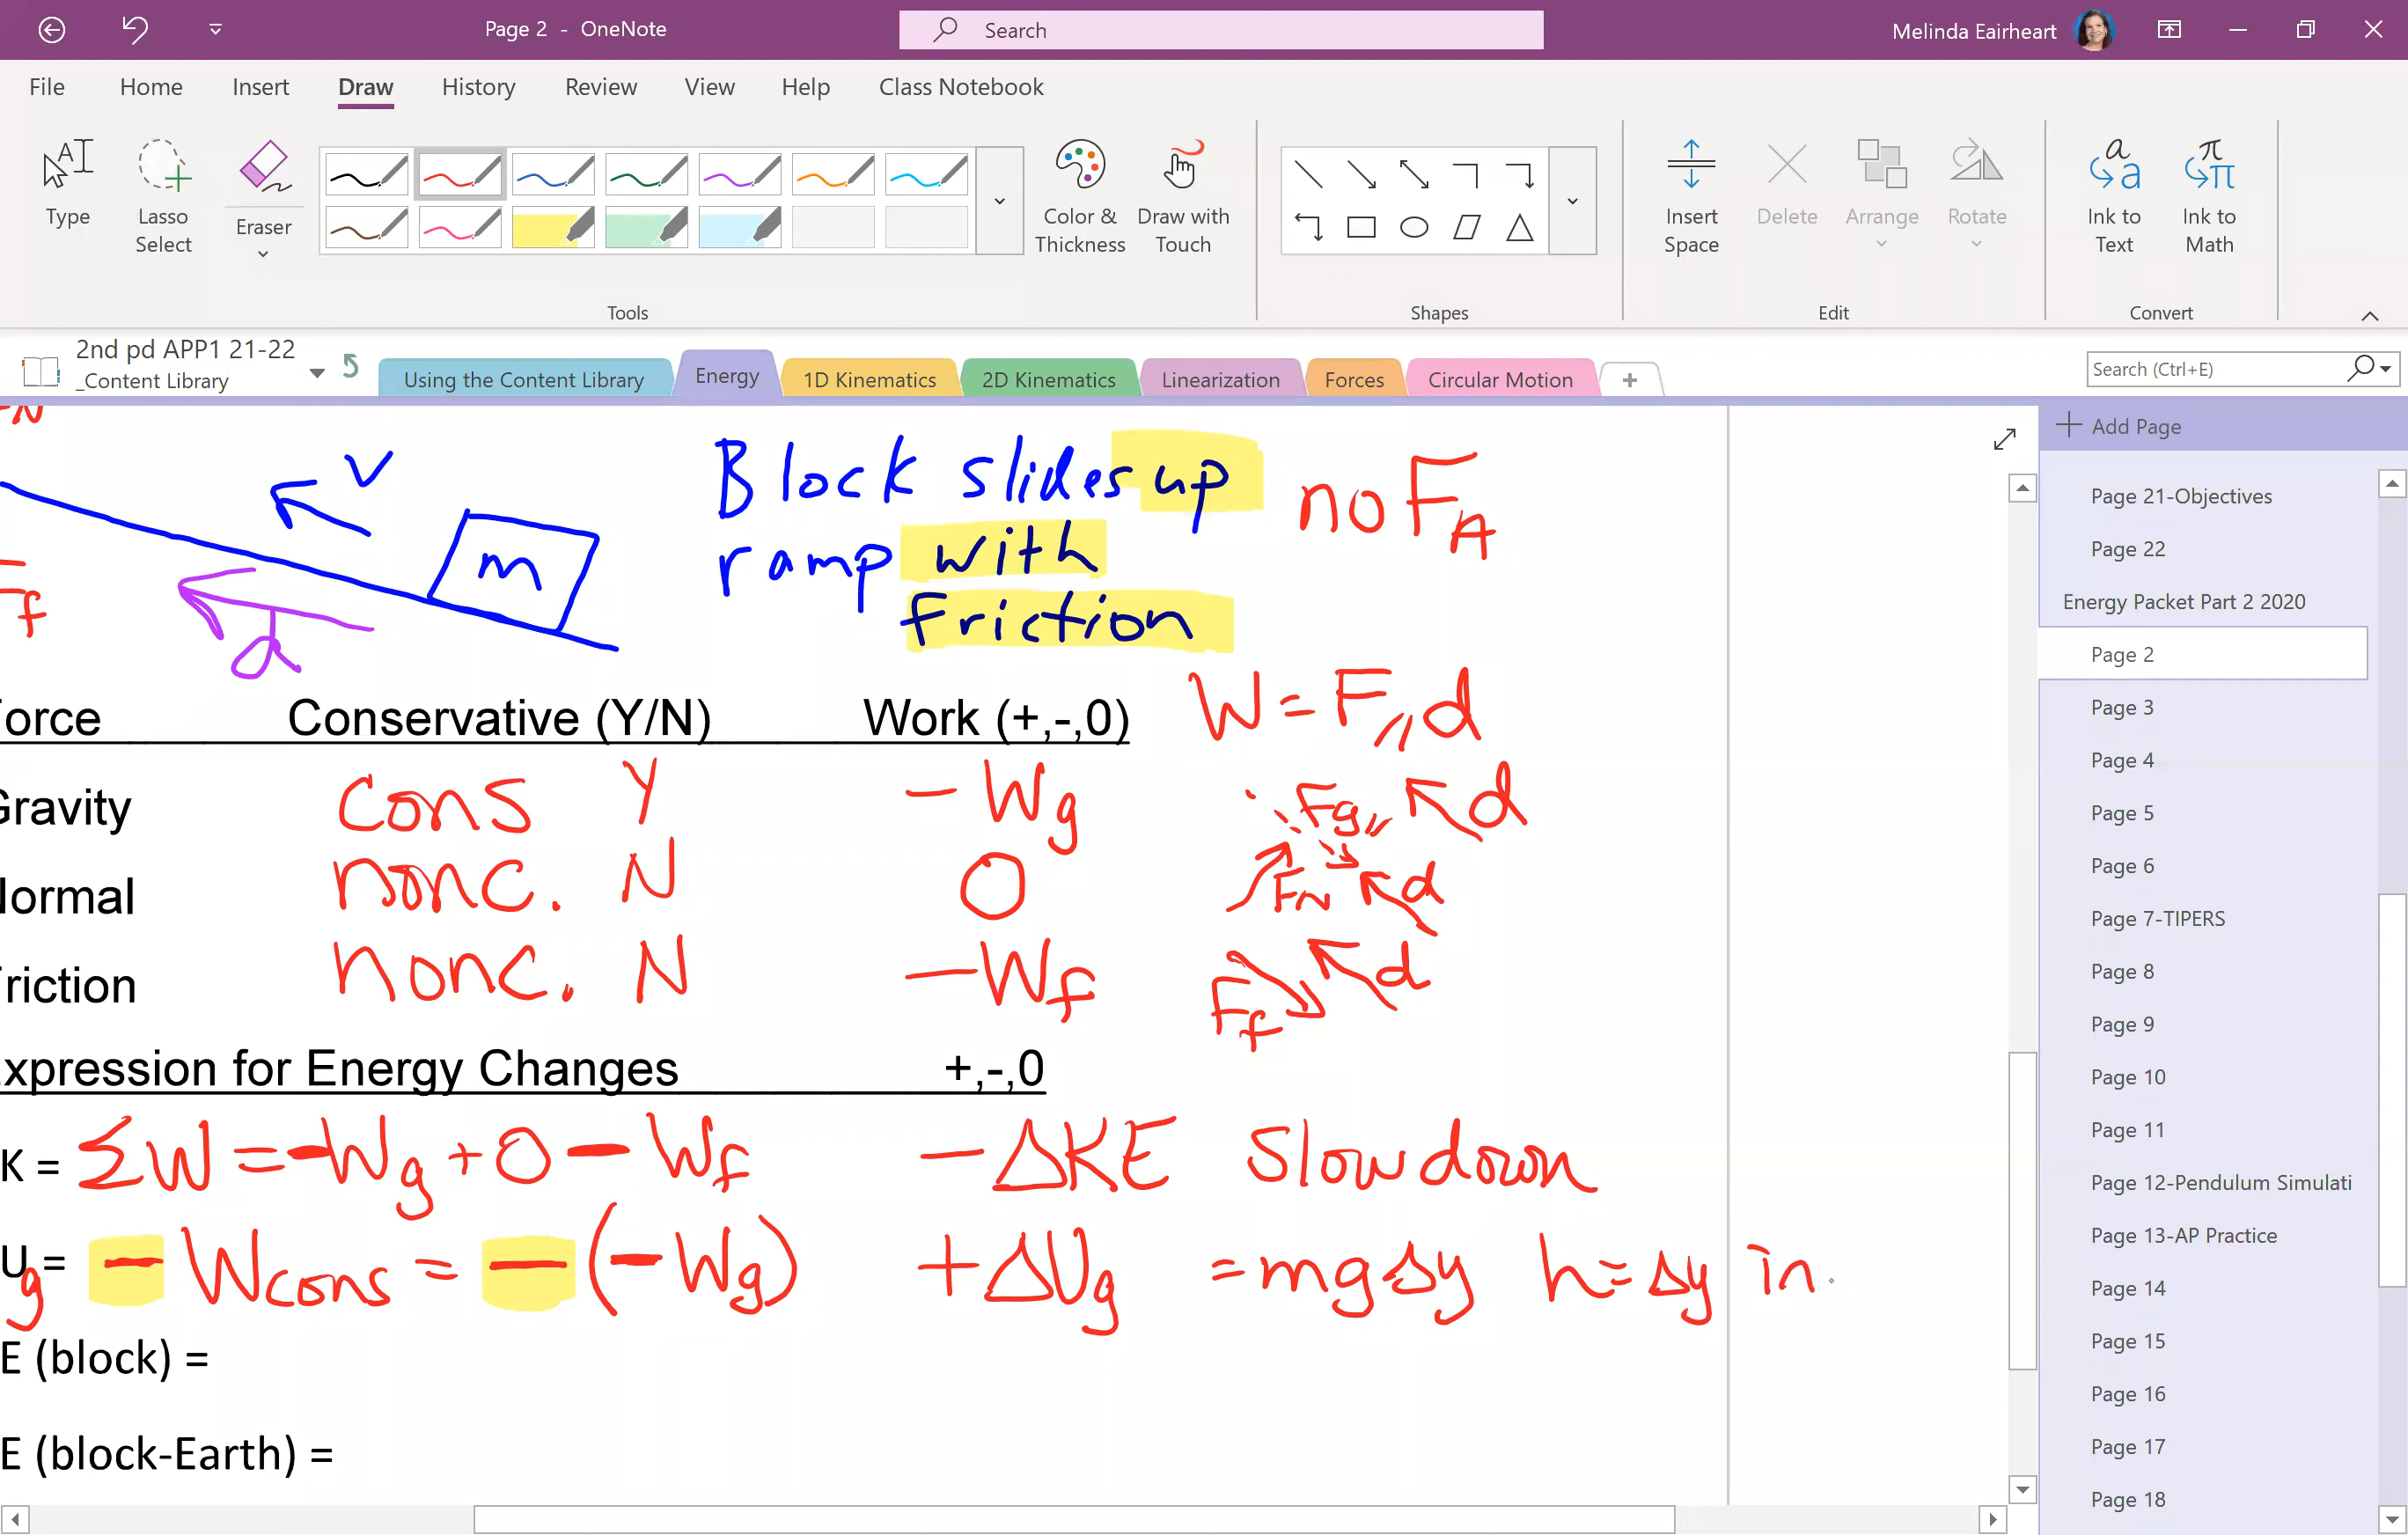 Page 2 - OneNote
Search
Melinda Eairheart
File Home Insert Draw History Review View Help Class Notebook
Type
Lasso Select
Eraser
Color & Thickness
Draw with Touch
Insert Space
Delete
Arrange
Rotate
Ink to Text
Ink to Math
Tools
Shapes
Edit
Convert
2nd pd APP1 21-22
_Content Library
Using the Content Library
Energy
1D Kinematics
2D Kinematics
Linearization
Forces
Circular Motion
Search (Ctrl+E)
Add Page
Page 21-Objectives
Page 22
Energy Packet Part 2 2020
Page 2
Page 3
Page 4
Page 5
Page 6
Page 7-TIPERS
Page 8
Page 9
Page 10
Page 11
Page 12-Pendulum Simulati
Page 13-AP Practice
Page 14
Page 15
Page 16
Page 17
Page 18
N
v
m
d
f
Block slides up
ramp with
friction
no FA
orce Conservative (Y/N) Work (+,-,0) W = F// d
Gravity cons Y - Wg Fg// d
ormal nonc. N 0 FN d
riction nonc. N - Wf Ff d
xpression for Energy Changes +,-,0
K = ΣW = -Wg + 0 - Wf - ΔKE Slow down
Ug = - Wcons = - (-Wg) + ΔUg = mgΔy h = Δy in
E (block) =
E (block-Earth) =